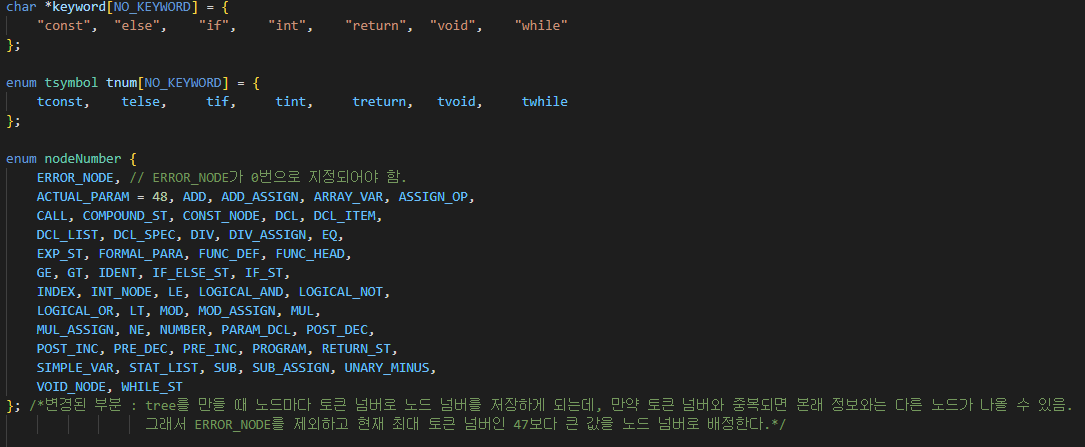 char *keyword[NO_KEYWORD] = {
"const", "else", "if", "int", "return", "void", "while"
};
enum tsymbol tnum[NO_KEYWORD] = {
tconst, telse, tif, tint, treturn, tvoid, twhile
};
enum nodeNumber {
ERROR_NODE, // ERROR_NODE가 0번으로 지정되어야 함.
ACTUAL_PARAM = 48, ADD, ADD_ASSIGN, ARRAY_VAR, ASSIGN_OP,
CALL, COMPOUND_ST, CONST_NODE, DCL, DCL_ITEM,
DCL_LIST, DCL_SPEC, DIV, DIV_ASSIGN, EQ,
EXP_ST, FORMAL_PARA, FUNC_DEF, FUNC_HEAD,
GE, GT, IDENT, IF_ELSE_ST, IF_ST,
INDEX, INT_NODE, LE, LOGICAL_AND, LOGICAL_NOT,
LOGICAL_OR, LT, MOD, MOD_ASSIGN, MUL,
MUL_ASSIGN, NE, NUMBER, PARAM_DCL, POST_DEC,
POST_INC, PRE_DEC, PRE_INC, PROGRAM, RETURN_ST,
SIMPLE_VAR, STAT_LIST, SUB, SUB_ASSIGN, UNARY_MINUS,
VOID_NODE, WHILE_ST
}; /*변경된 부분 : tree를 만들 때 노드마다 토큰 넘버로 노드 넘버를 저장하게 되는데, 만약 토큰 넘버와 중복되면 본래 정보와는 다른 노드가 나올 수 있음.
그래서 ERROR_NODE를 제외하고 현재 최대 토큰 넘버인 47보다 큰 값을 노드 넘버로 배정한다.*/